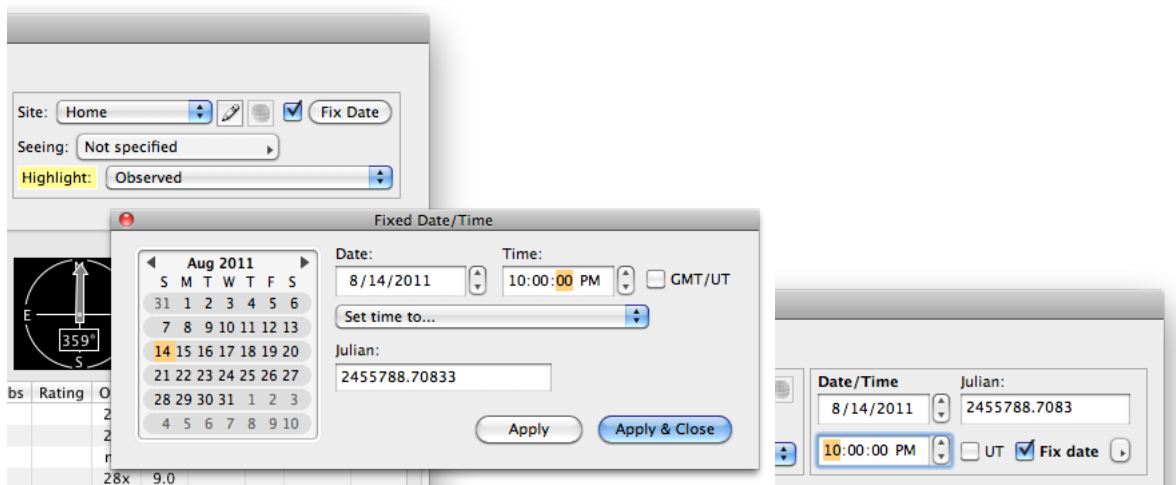 Site: Home Fix Date
Seeing: Not specified
Highlight: Observed
Fixed Date/Time
Aug 2011
S M T W T F S
31 1 2 3 4 5 6
7 8 9 10 11 12 13
14 15 16 17 18 19 20
21 22 23 24 25 26 27
28 29 30 31 1 2 3
4 5 6 7 8 9 10
Date: Time:
8/14/2011 10:00:00 PM GMT/UT
Set time to...
Julian:
2455788.70833
Apply Apply & Close
E
359°
S
bs Rating O
2
2
28x 9.0
Date/Time Julian:
8/14/2011 2455788.7083
10:00:00 PM UT Fix date